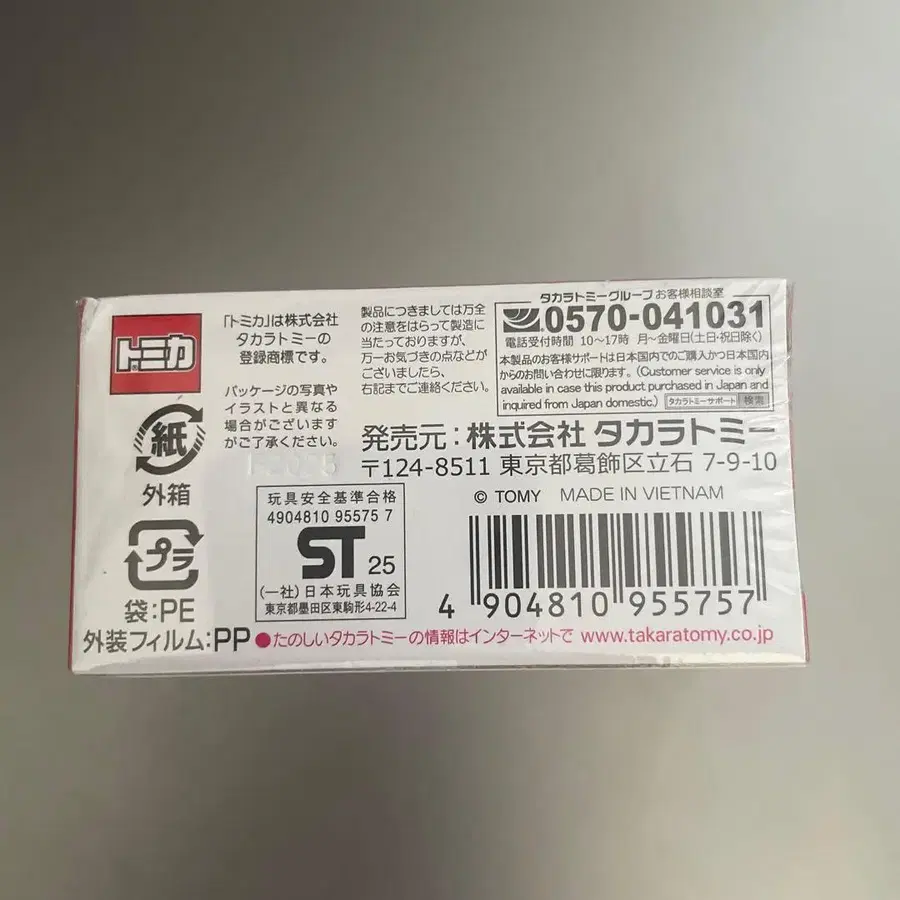 トミカ®
「トミカ」は株式会社
タカラトミーの
登録商標です。
パッケージの写真や
イラストと異なる
場合がございます
がご了承ください。
製品につきましては万全
の注意をはらって製造に
当たっておりますが、
万一お気づきの点などが
ございましたら、
右記までご連絡ください。
タカラトミーグループ お客様相談室
0570-041031
電話受付時間 10〜17時 月〜金曜日(土日・祝日除く)
本製品のお客様サポートは日本国内でのご購入かつ日本国内
からのお問い合わせに限ります。(Customer service is only
available in case this product purchased in Japan and
inquired from Japan domestic.) タカラトミーサポート 検索
発売元:株式会社 タカラトミー
〒124-8511 東京都葛飾区立石 7-9-10
紙
外箱
プラ
袋:PE
外装フィルム:PP
玩具安全基準合格
4904810 95575 7
ST 25
(一社)日本玩具協会
東京都墨田区東駒形4-22-4
© TOMY MADE IN VIETNAM
4 904810 955757
●たのしいタカラトミーの情報はインターネットで www.takaratomy.co.jp